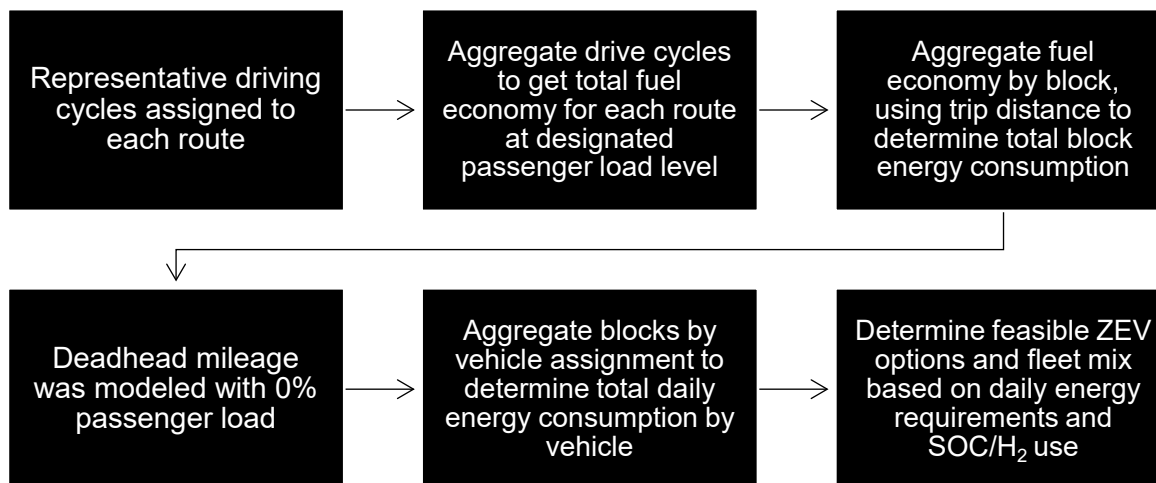 Representative driving
cycles assigned to
each route
Aggregate drive cycles
to get total fuel
economy for each route
at designated
passenger load level
Aggregate fuel
economy by block,
using trip distance to
determine total block
energy consumption
Deadhead mileage
was modeled with 0%
passenger load
Aggregate blocks by
vehicle assignment to
determine total daily
energy consumption by
vehicle
Determine feasible ZEV
options and fleet mix
based on daily energy
requirements and
SOC/H₂ use